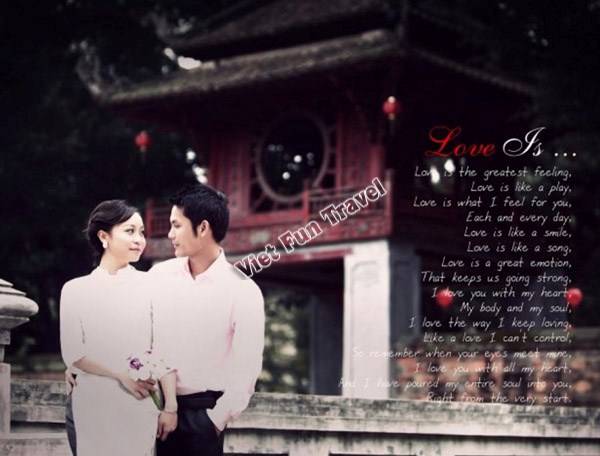 Love Is ...
Love is the greatest feeling,
Love is like a play,
Love is what I feel for you,
Each and every day,
Love is like a smile,
Love is like a song,
Love is a great emotion,
That keeps us going strong,
I love you with my heart,
My body and my soul,
I love the way I keep loving,
Like a love I can't control,
So remember when your eyes meet mine,
I love you with all my heart,
And I have poured my entire soul into you,
Right from the very start.
Viet Fun Travel